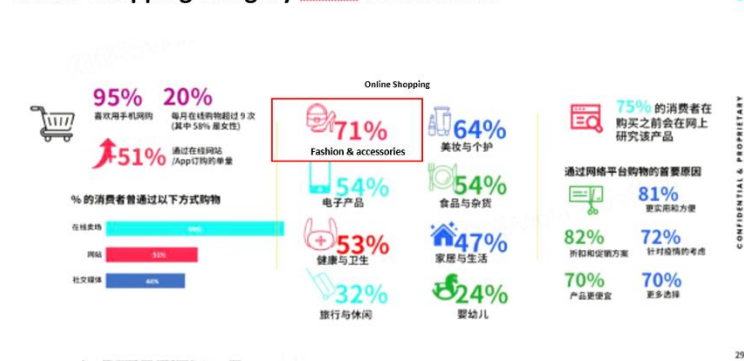 Online Shopping
95%
喜欢用手机网购
20%
每月在线购物超过 9 次
(其中 58% 是女性)
+51%
通过在线网站
/App订购的单量
% 的消费者曾通过以下方式购物
在线卖场
网站
51%
社交媒体
71%
Fashion & accessories
64%
美妆与个护
54%
电子产品
54%
食品与杂货
53%
健康与卫生
47%
家居与生活
32%
旅行与休闲
24%
婴幼儿
75% 的消费者在
购买之前会在网上
研究该产品
通过网络平台购物的首要原因
81%
更实用和方便
82%
折扣和促销方案
72%
针对疫情的考虑
70%
产品更便宜
70%
更多选择
CONFIDENTIAL & PROPRIETARY
29